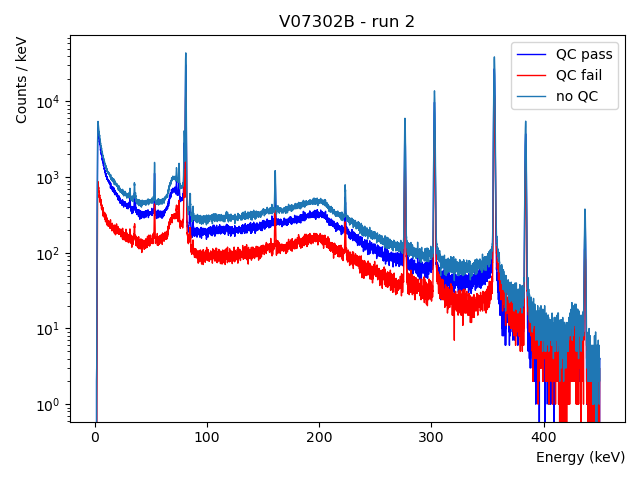 V07302B - run 2
Counts / keV
QC pass
QC fail
no QC
10⁴
10³
10²
10¹
10⁰
0 100 200 300 400
Energy (keV)